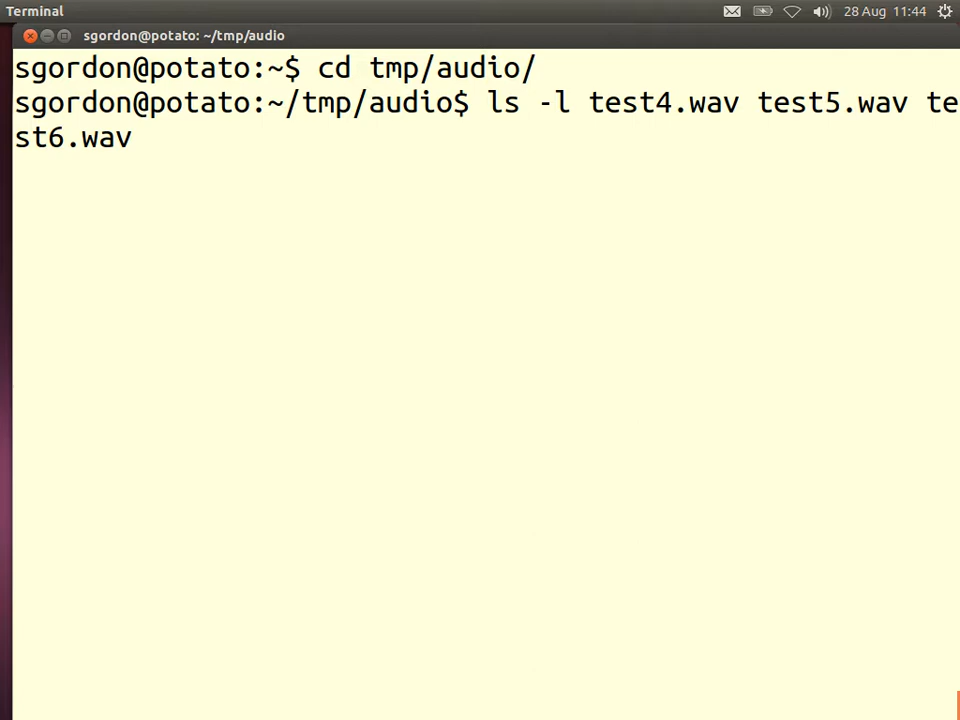 Terminal
28 Aug 11:44
sgordon@potato: ~/tmp/audio
sgordon@potato:~$ cd tmp/audio/
sgordon@potato:~/tmp/audio$ ls -l test4.wav test5.wav te
st6.wav